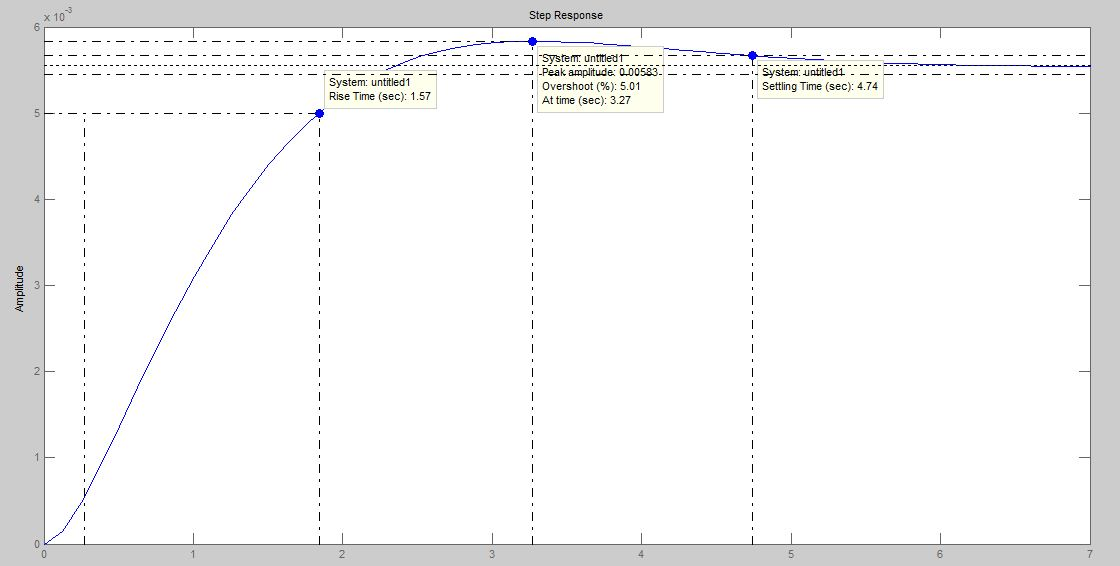 Step Response
x 10^-3
6
5
4
3
2
1
0
Amplitude
System: untitled1
Rise Time (sec): 1.57
System: untitled1
Peak amplitude: 0.00583
Overshoot (%): 5.01
At time (sec): 3.27
System: untitled1
Settling Time (sec): 4.74
0 1 2 3 4 5 6 7